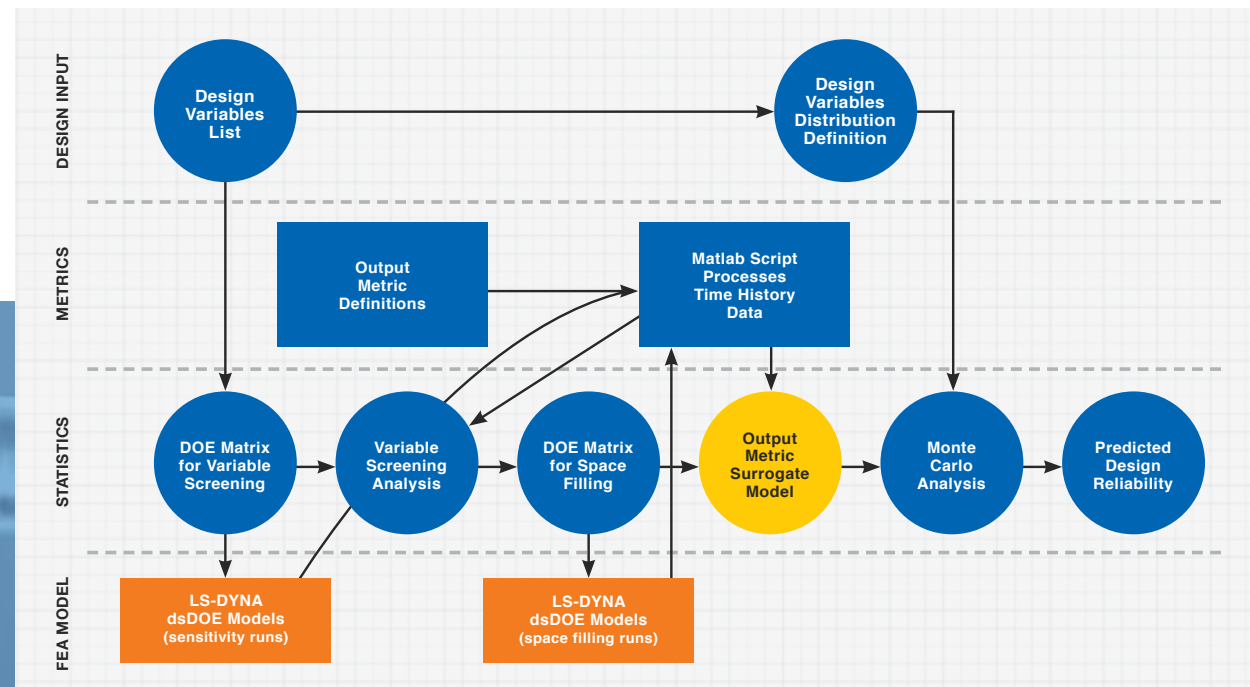 DESIGN INPUT
Design
Variables
List
Design
Variables
Distribution
Definition
METRICS
Output
Metric
Definitions
Matlab Script
Processes
Time History
Data
STATISTICS
DOE Matrix
for Variable
Screening
Variable
Screening
Analysis
DOE Matrix
for Space
Filling
Output
Metric
Surrogate
Model
Monte
Carlo
Analysis
Predicted
Design
Reliability
FEA MODEL
LS-DYNA
dsDOE Models
(sensitivity runs)
LS-DYNA
dsDOE Models
(space filling runs)